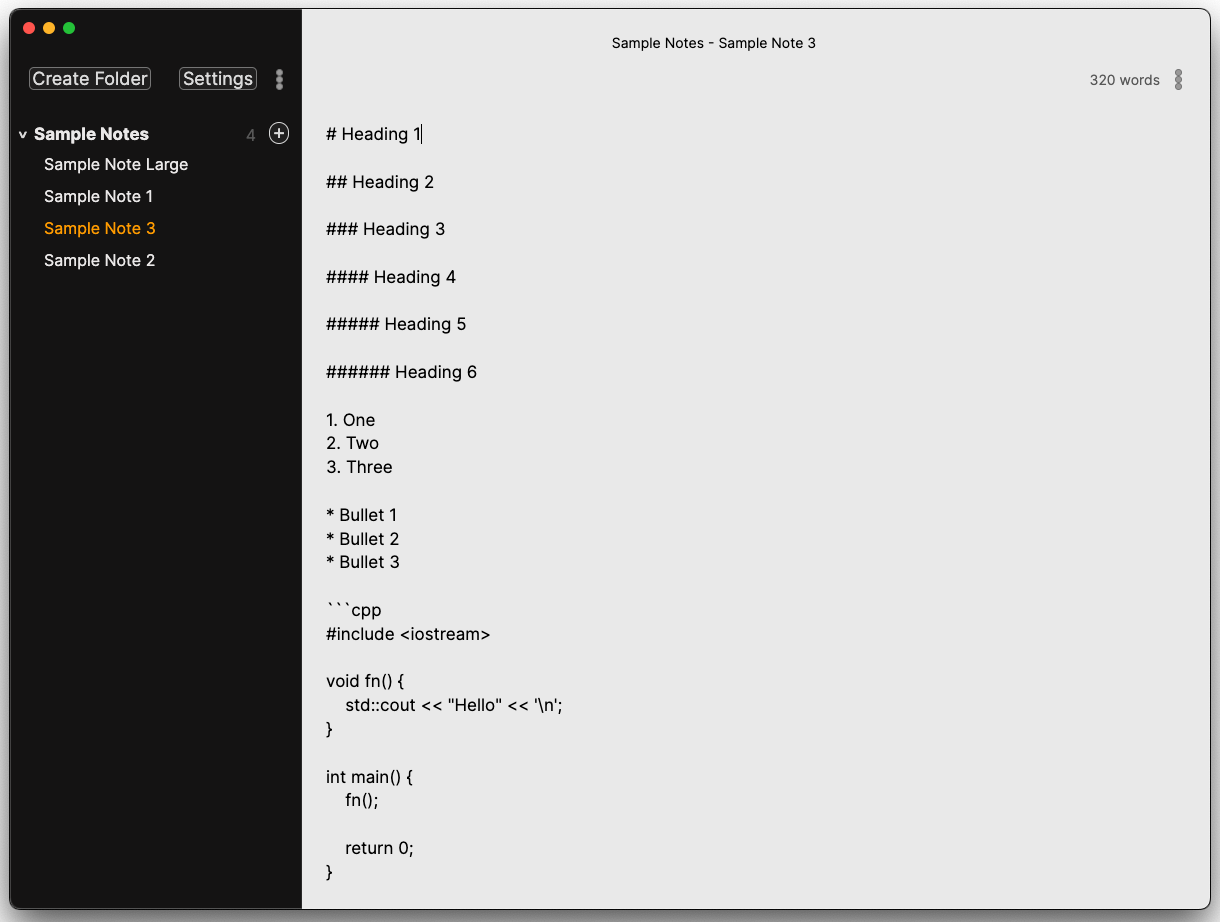 Sample Notes - Sample Note 3
Create Folder
Settings
320 words
v Sample Notes 4 +
Sample Note Large
Sample Note 1
Sample Note 3
Sample Note 2
# Heading 1
## Heading 2
### Heading 3
#### Heading 4
##### Heading 5
###### Heading 6
1. One
2. Two
3. Three
* Bullet 1
* Bullet 2
* Bullet 3
```cpp
#include <iostream>
void fn() {
    std::cout << "Hello" << '\n';
}
int main() {
    fn();
    return 0;
}